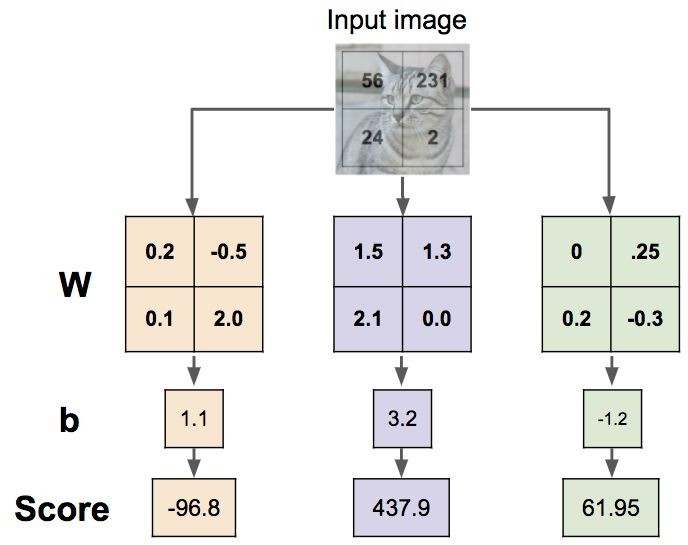 Input image
56 231
24 2
W
0.2 -0.5 1.5 1.3 0 .25
0.1 2.0 2.1 0.0 0.2 -0.3
b 1.1 3.2 -1.2
Score -96.8 437.9 61.95